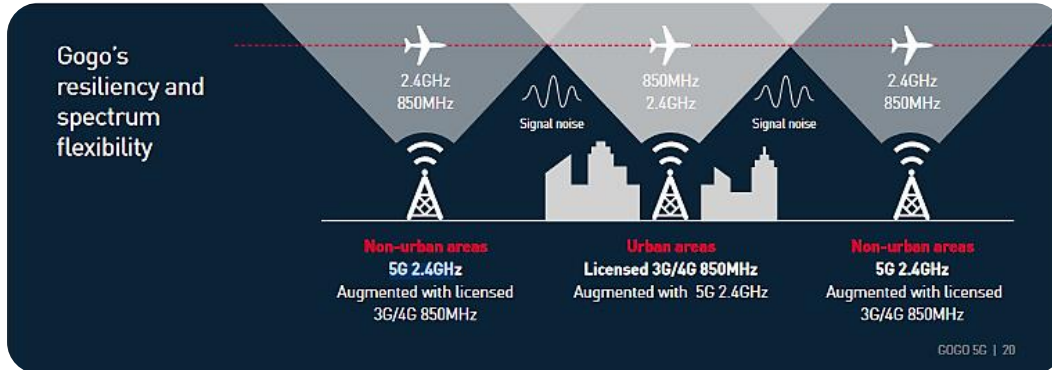 Gogo's
resiliency and
spectrum
flexibility
2.4GHz
850MHz
Signal noise
850MHz
2.4GHz
Signal noise
2.4GHz
850MHz
Non-urban areas
5G 2.4GHz
Augmented with licensed
3G/4G 850MHz
Urban areas
Licensed 3G/4G 850MHz
Augmented with 5G 2.4GHz
Non-urban areas
5G 2.4GHz
Augmented with licensed
3G/4G 850MHz
GOGO 5G | 20